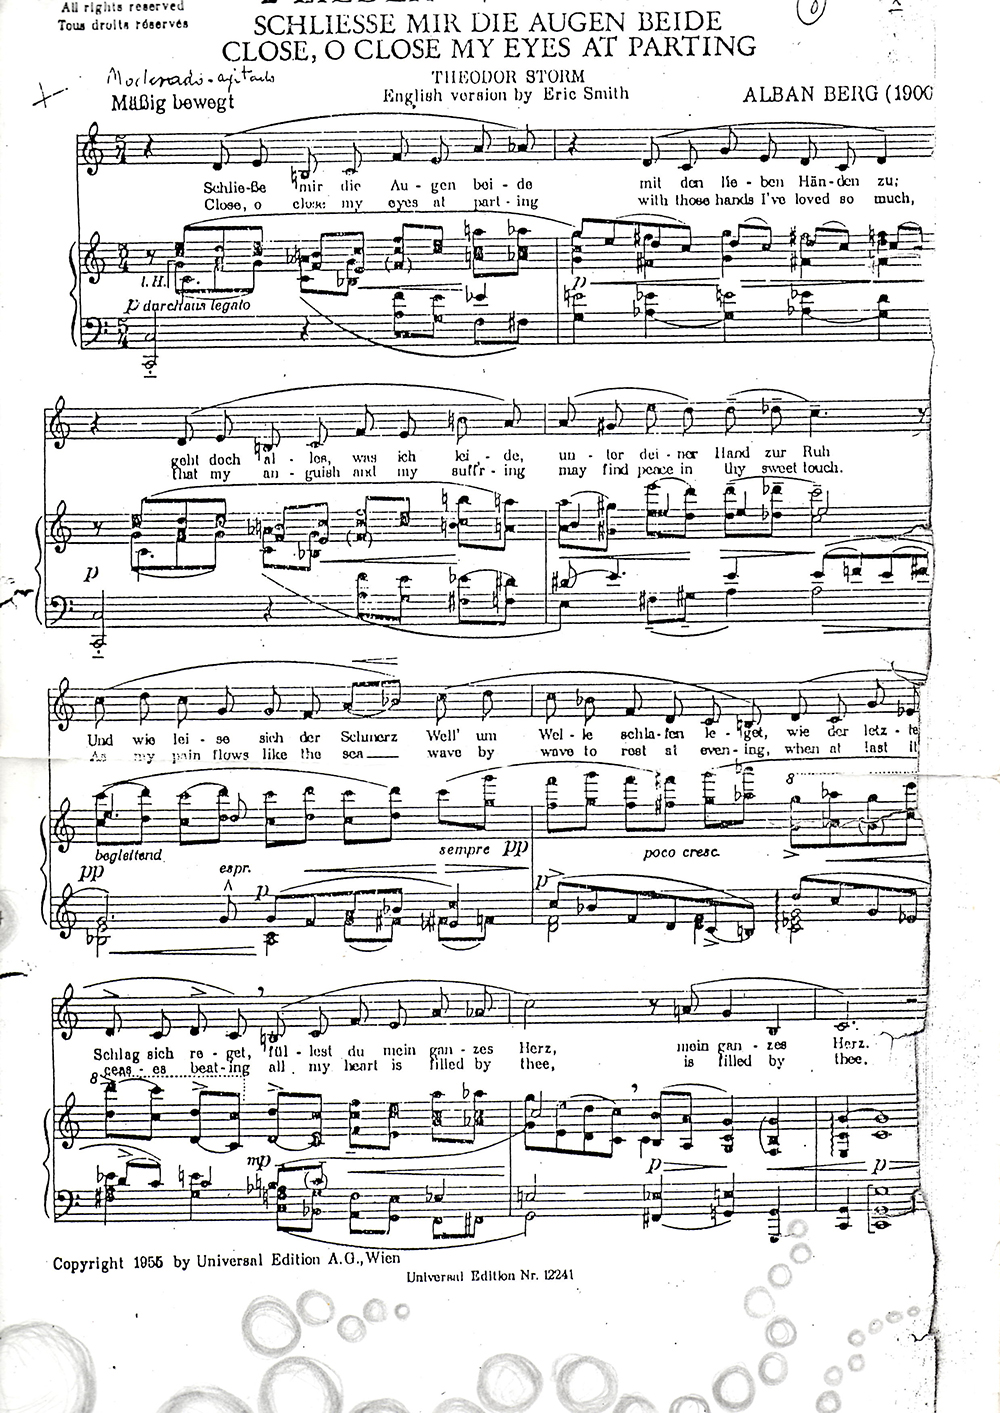 All rights reserved
Tous droits réservés
SCHLIESSE MIR DIE AUGEN BEIDE
CLOSE, O CLOSE MY EYES AT PARTING
Moderado - agitado
THEODOR STORM
Mäßig bewegt
English version by Eric Smith
ALBAN BERG (1900
Schlie-ße mir die Au - gen bei - de mit den lie - ben Hän-den zu;
Close, o close my eyes at part - ing with those hands I've loved so much,
l.H.
p durchaus legato
p
geht doch al - les, was ich lei - de, un - ter dei - ner Hand zur Ruh
that my an - guish and my suff'r - ing may find peace in thy sweet touch.
p
Und wie lei - se sich der Schmerz Well' um Wel - le schla-fen le - get, wie der letz - te
As my pain flows like the sea wave by wave to rest at even - ing, when at last it
8
begleitend
sempre pp
poco cresc.
pp
espr.
p
p
Schlag sich re - get, fül - lest du mein gan - zes Herz, mein gan - zes Herz.
ceas - es beat-ing all my heart is filled by thee, is filled by thee.
8
mp
p
p
Copyright 1955 by Universal Edition A.G., Wien
Universal Edition Nr. 12241